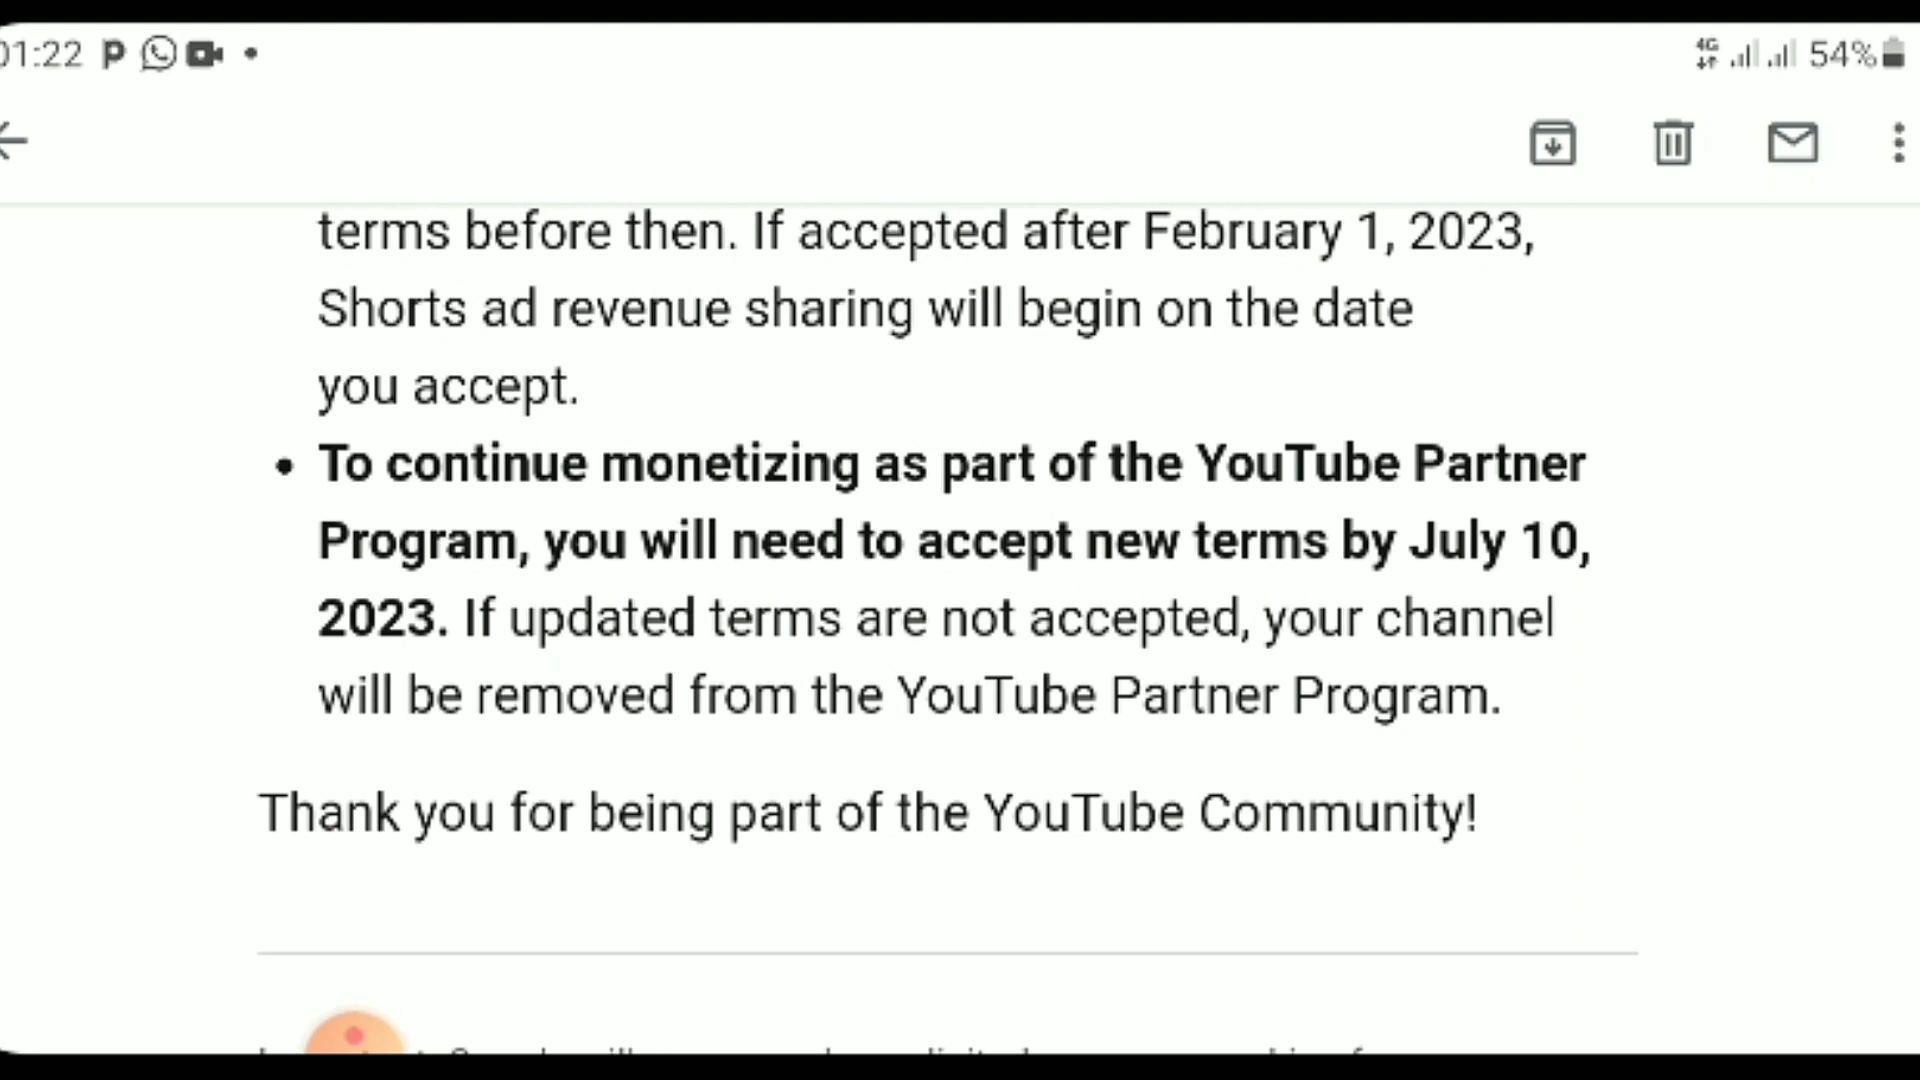 01:22 54%
4G
terms before then. If accepted after February 1, 2023,
Shorts ad revenue sharing will begin on the date
you accept.
• To continue monetizing as part of the YouTube Partner
Program, you will need to accept new terms by July 10,
2023. If updated terms are not accepted, your channel
will be removed from the YouTube Partner Program.
Thank you for being part of the YouTube Community!